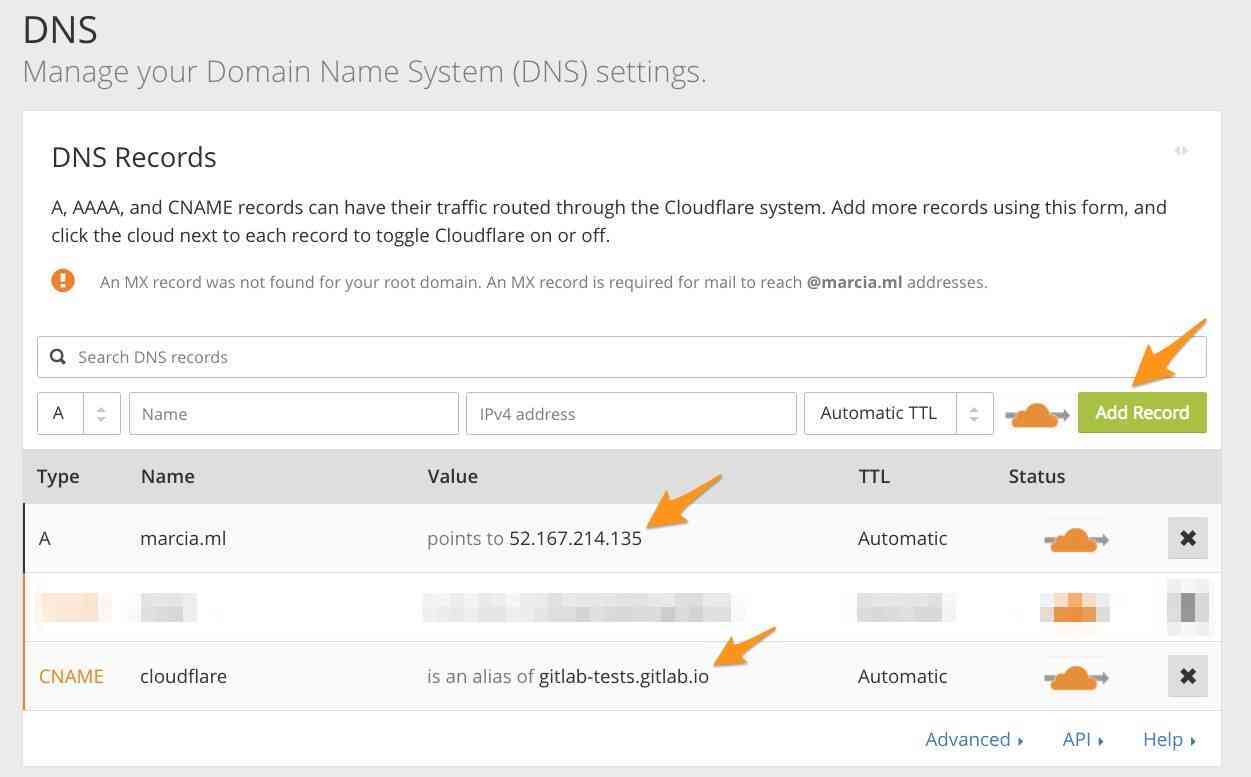 DNS
Manage your Domain Name System (DNS) settings.
DNS Records
A, AAAA, and CNAME records can have their traffic routed through the Cloudflare system. Add more records using this form, and
click the cloud next to each record to toggle Cloudflare on or off.
An MX record was not found for your root domain. An MX record is required for mail to reach @marcia.ml addresses.
Search DNS records
A Name IPv4 address Automatic TTL Add Record
Type Name Value TTL Status
A marcia.ml points to 52.167.214.135 Automatic
CNAME cloudflare is an alias of gitlab-tests.gitlab.io Automatic
Advanced API Help